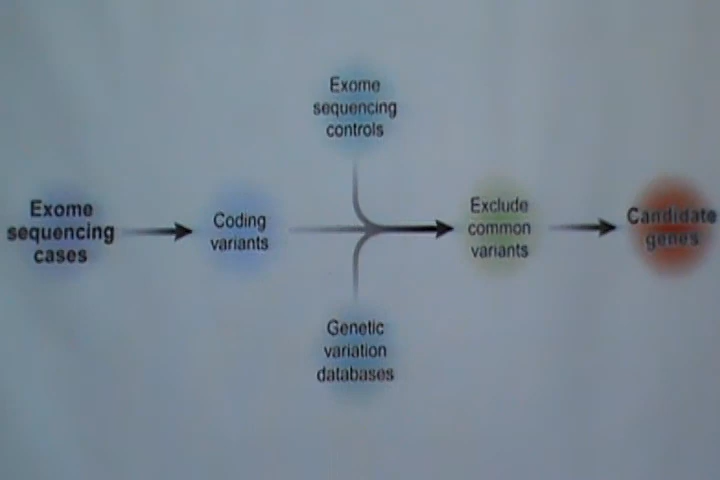 Exome
sequencing
controls
Exome
sequencing
cases
Coding
variants
Exclude
common
variants
Candidate
genes
Genetic
variation
databases